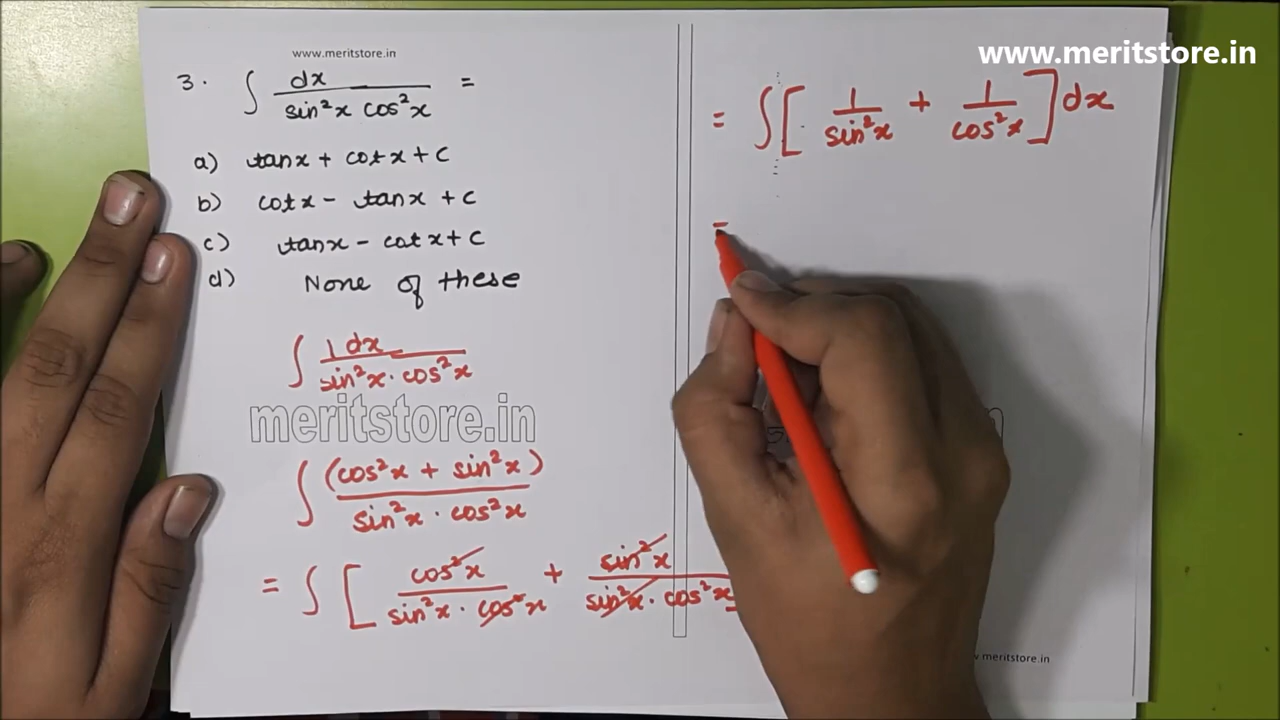 www.meritstore.in
3. ∫ dx / sin²x cos²x =
a) tanx + cotx + c
b) cotx - tanx + c
c) tanx - cotx + c
d) None of these
∫ 1dx / sin²x · cos²x
meritstore.in
∫ (cos²x + sin²x) / sin²x · cos²x
= ∫ [ cos²x / sin²x · cos²x + sin²x / sin²x · cos²x
www.meritstore.in
= ∫ [ 1 / sin²x + 1 / cos²x ] dx
=
w.meritstore.in